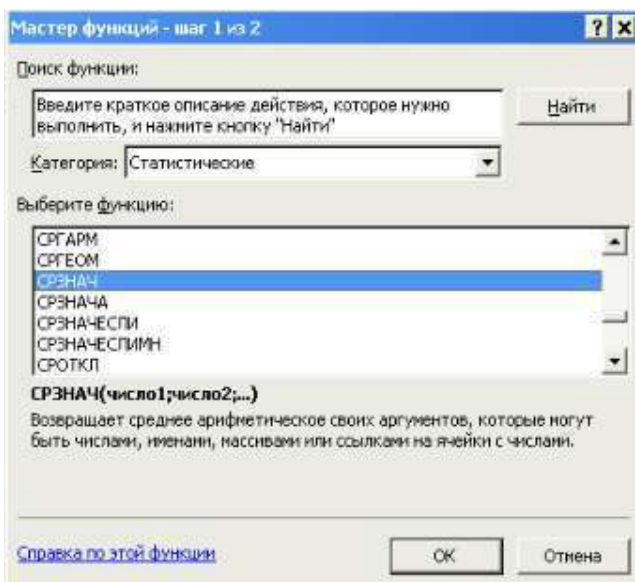 Мастер функций - шаг 1 из 2
Поиск функции:
Введите краткое описание действия, которое нужно
выполнить, и нажмите кнопку "Найти"
Найти
Категория: Статистические
Выберите функцию:
СРГАРМ
СРГЕОМ
СРЗНАЧ
СРЗНАЧА
СРЗНАЧЕСЛИ
СРЗНАЧЕСЛИМН
СРОТКЛ
СРЗНАЧ(число1;число2;...)
Возвращает среднее арифметическое своих аргументов, которые могут
быть числами, именами, массивами или ссылками на ячейки с числами.
Справка по этой функции
ОК
Отмена